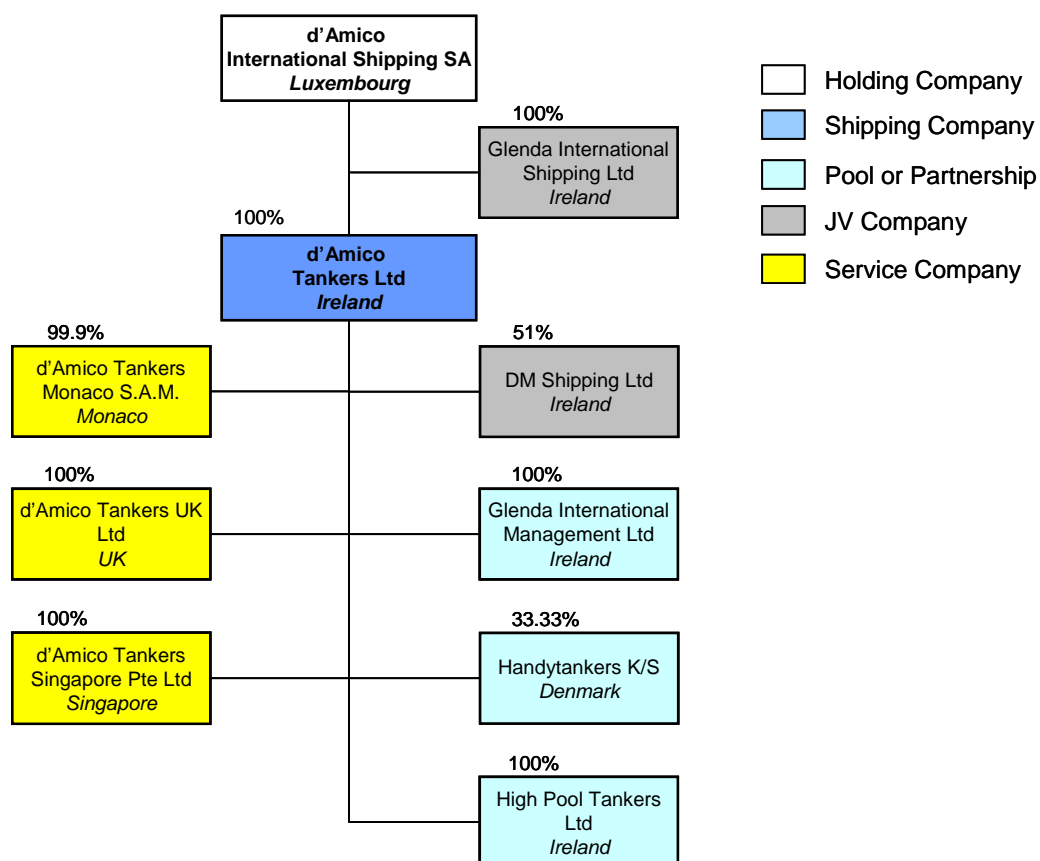 d'Amico
International Shipping SA
Luxembourg
Holding Company
Shipping Company
Pool or Partnership
JV Company
Service Company
100%
Glenda International
Shipping Ltd
Ireland
100%
d'Amico
Tankers Ltd
Ireland
99.9%
d'Amico Tankers
Monaco S.A.M.
Monaco
51%
DM Shipping Ltd
Ireland
100%
d'Amico Tankers UK
Ltd
UK
100%
Glenda International
Management Ltd
Ireland
100%
d'Amico Tankers
Singapore Pte Ltd
Singapore
33.33%
Handytankers K/S
Denmark
100%
High Pool Tankers
Ltd
Ireland